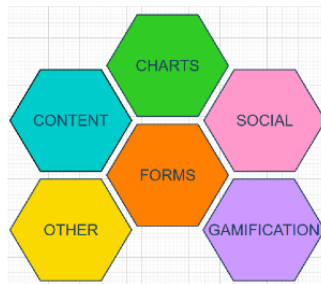 CHARTS
CONTENT
SOCIAL
FORMS
OTHER
GAMIFICATION